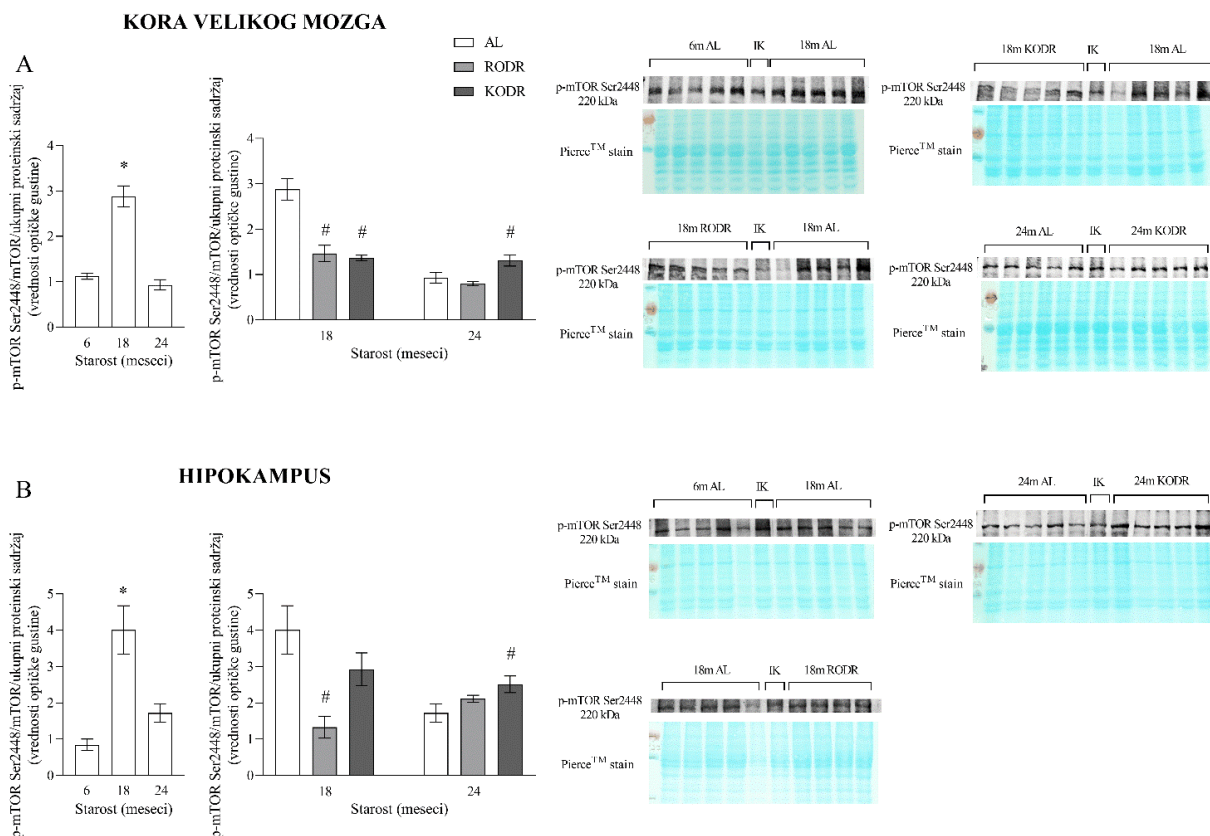 KORA VELIKOG MOZGA
A
AL
RODR
KODR
p-mTOR Ser2448/mTOR/ukupni proteinski sadržaj
(vrednosti optičke gustine)
4
3
2
1
0
*
6 18 24
Starost (meseci)
p-mTOR Ser2448/mTOR/ukupni proteinski sadržaj
(vrednosti optičke gustine)
4
3
2
1
0
# # #
18 24
Starost (meseci)
6m AL IK 18m AL
p-mTOR Ser2448
220 kDa
Pierce™ stain
18m KODR IK 18m AL
p-mTOR Ser2448
220 kDa
Pierce™ stain
18m RODR IK 18m AL
p-mTOR Ser2448
220 kDa
Pierce™ stain
24m AL IK 24m KODR
p-mTOR Ser2448
220 kDa
Pierce™ stain
HIPOKAMPUS
B
p-mTOR Ser2448/mTOR/ukupni proteinski sadržaj
(vrednosti optičke gustine)
5
4
3
2
1
0
*
6 18 24
Starost (meseci)
p-mTOR Ser2448/mTOR/ukupni proteinski sadržaj
(vrednosti optičke gustine)
5
4
3
2
1
0
# #
18 24
Starost (meseci)
6m AL IK 18m AL
p-mTOR Ser2448
220 kDa
Pierce™ stain
24m AL IK 24m KODR
p-mTOR Ser2448
220 kDa
Pierce™ stain
18m AL IK 18m RODR
p-mTOR Ser2448
220 kDa
Pierce™ stain